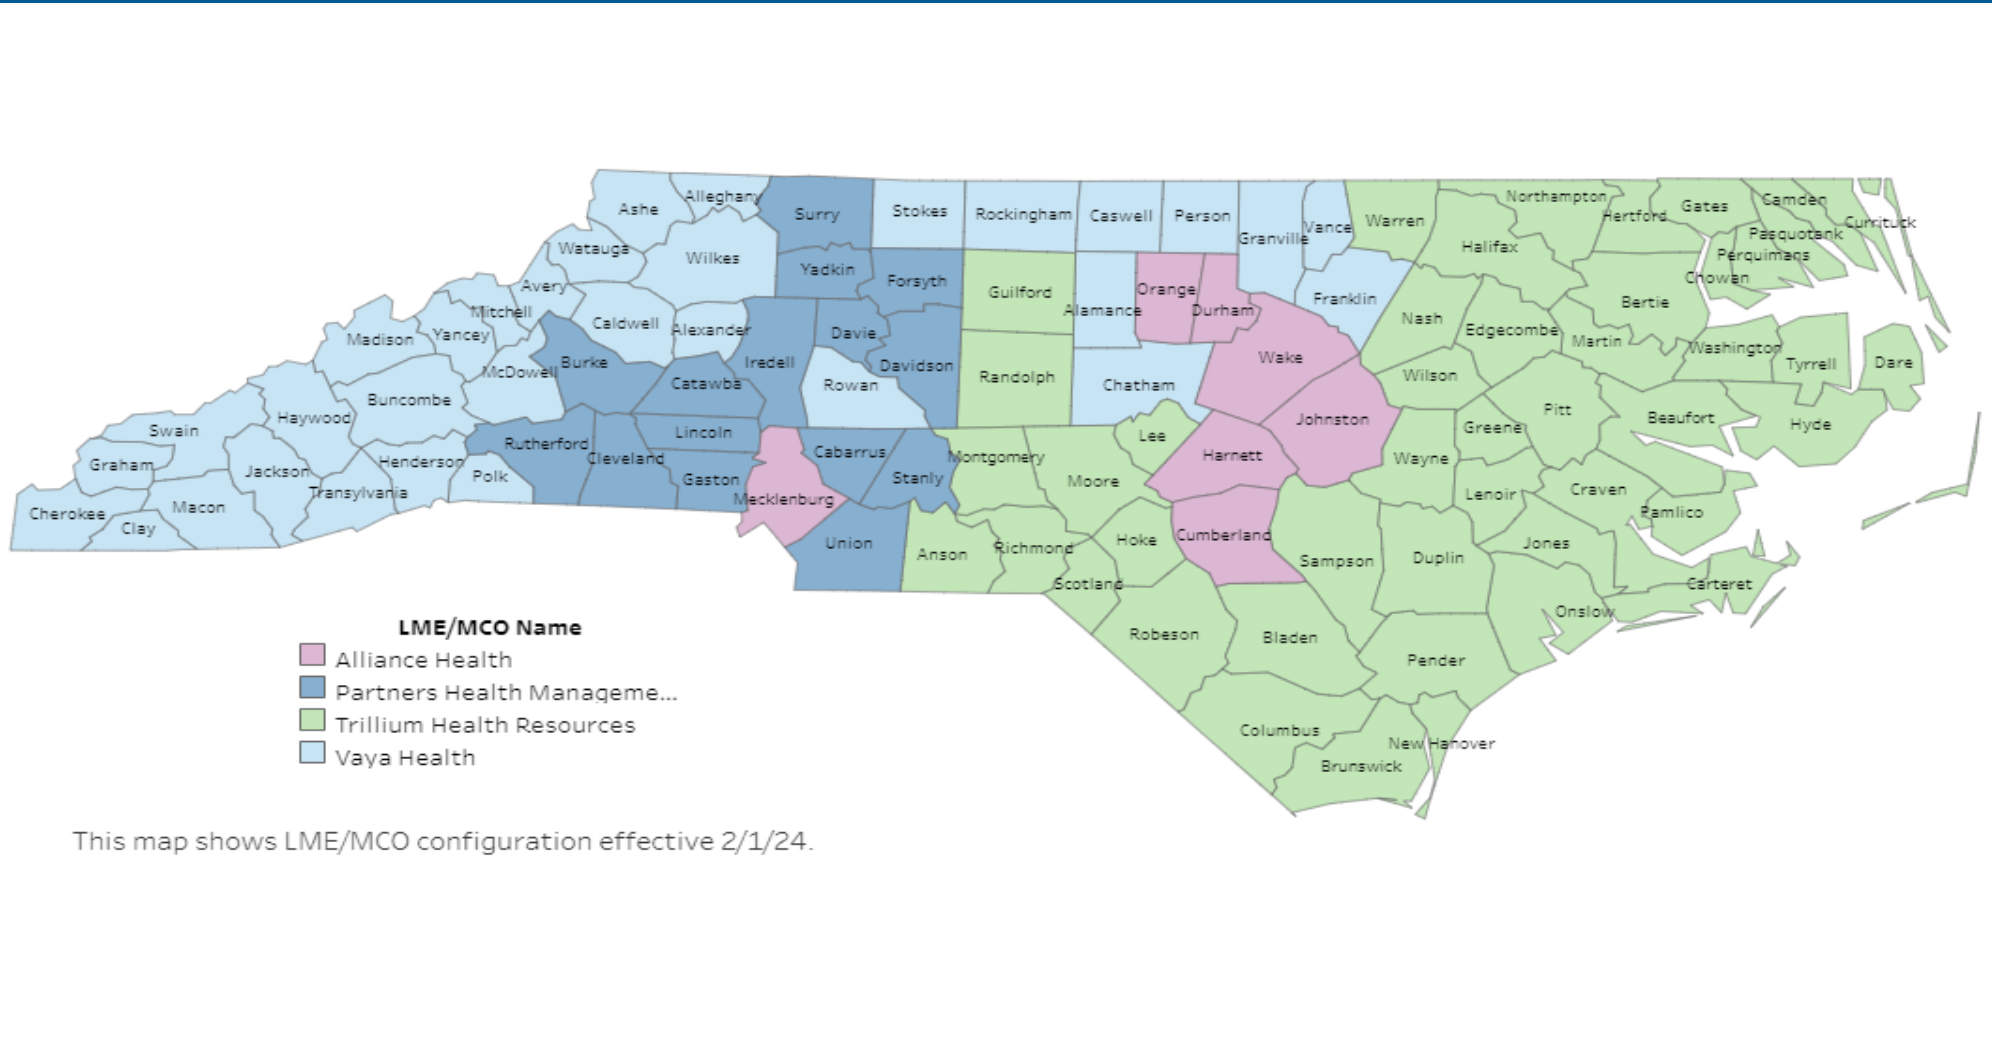 Ashe
Alleghany
Surry
Stokes
Rockingham
Caswell
Person
Granville
Vance
Warren
Northampton
Hertford
Gates
Camden
Currituck
Pasquotank
Perquimans
Chowan
Halifax
Watauga
Wilkes
Yadkin
Forsyth
Guilford
Alamance
Orange
Durham
Franklin
Nash
Edgecombe
Bertie
Martin
Washington
Tyrrell
Dare
Avery
Mitchell
Yancey
Madison
Caldwell
Alexander
Iredell
Davie
Davidson
Randolph
Chatham
Wake
Wilson
McDowell
Burke
Catawba
Rowan
Johnston
Greene
Pitt
Beaufort
Hyde
Swain
Haywood
Buncombe
Rutherford
Cleveland
Lincoln
Cabarrus
Stanly
Montgomery
Moore
Lee
Harnett
Wayne
Lenoir
Craven
Pamlico
Graham
Jackson
Henderson
Transylvania
Polk
Gaston
Mecklenburg
Cherokee
Clay
Macon
Union
Anson
Richmond
Hoke
Scotland
Cumberland
Sampson
Duplin
Jones
Carteret
Onslow
Robeson
Bladen
Pender
Columbus
Brunswick
New Hanover
LME/MCO Name
Alliance Health
Partners Health Manageme...
Trillium Health Resources
Vaya Health
This map shows LME/MCO configuration effective 2/1/24.